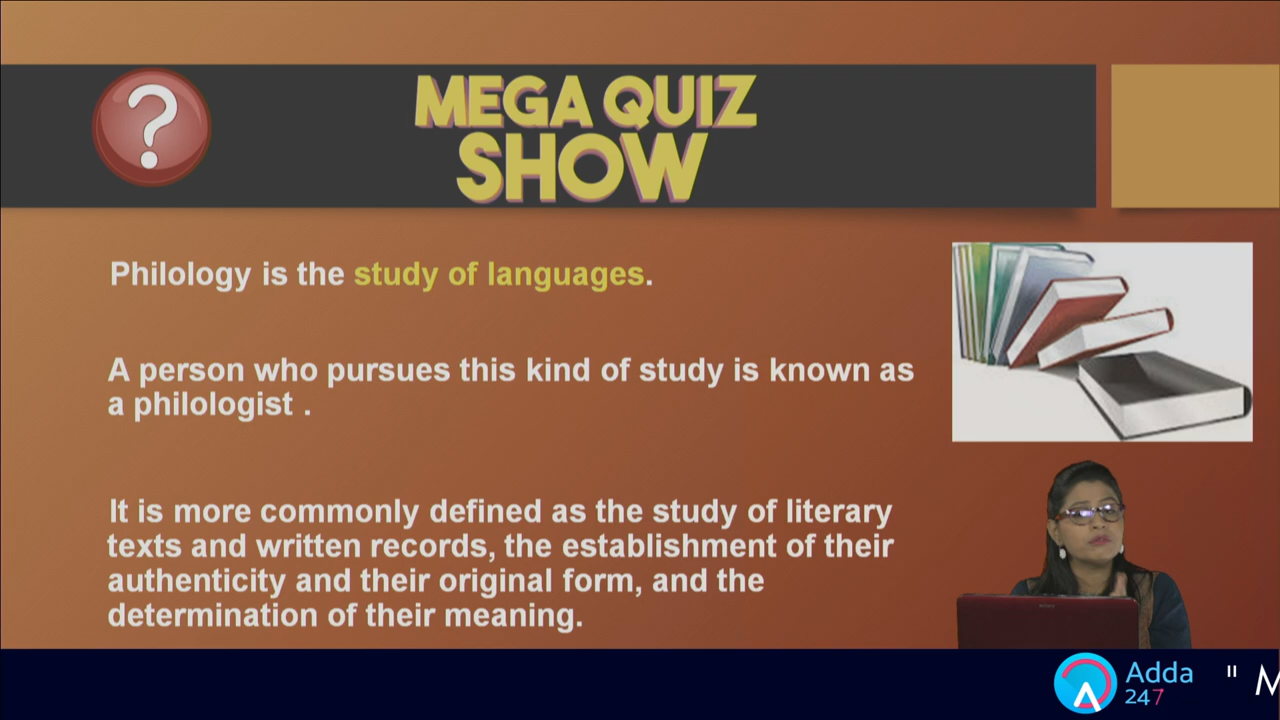 ?
MEGA QUIZ
SHOW
Philology is the study of languages.
A person who pursues this kind of study is known as
a philologist .
It is more commonly defined as the study of literary
texts and written records, the establishment of their
authenticity and their original form, and the
determination of their meaning.
SONY
Adda
247
" M